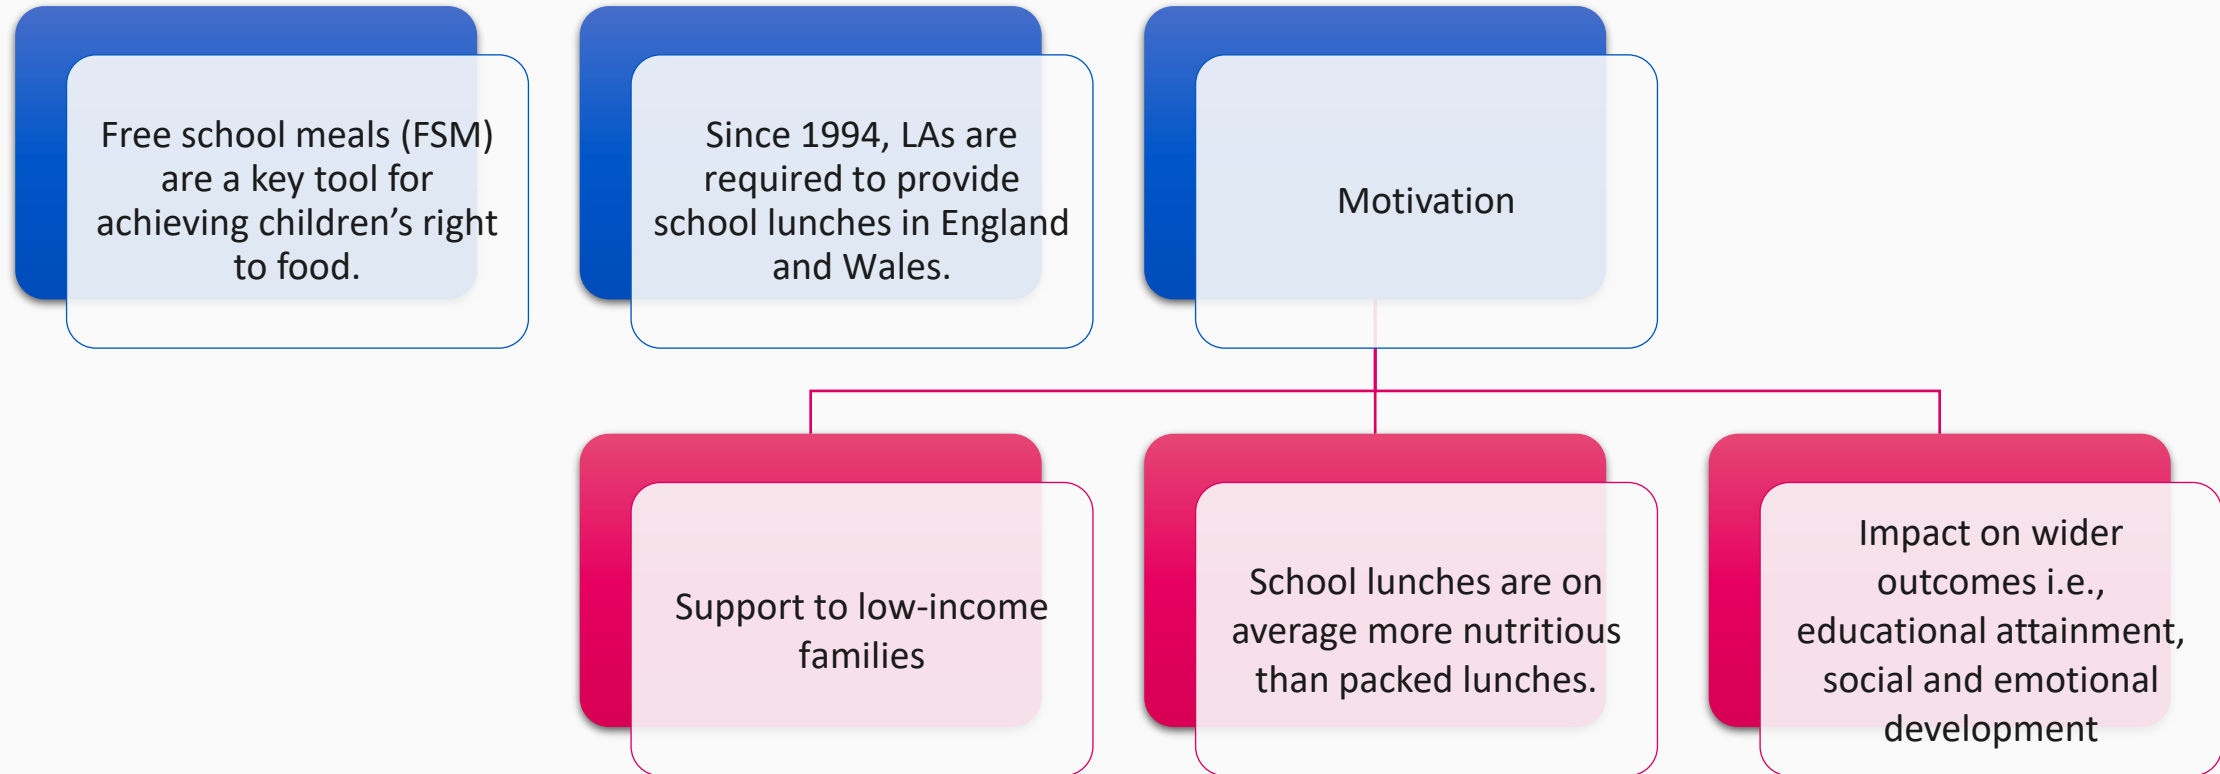 Free school meals (FSM)
are a key tool for
achieving children’s right
to food.
Since 1994, LAs are
required to provide
school lunches in England
and Wales.
Motivation
Support to low-income
families
School lunches are on
average more nutritious
than packed lunches.
Impact on wider
outcomes i.e.,
educational attainment,
social and emotional
development